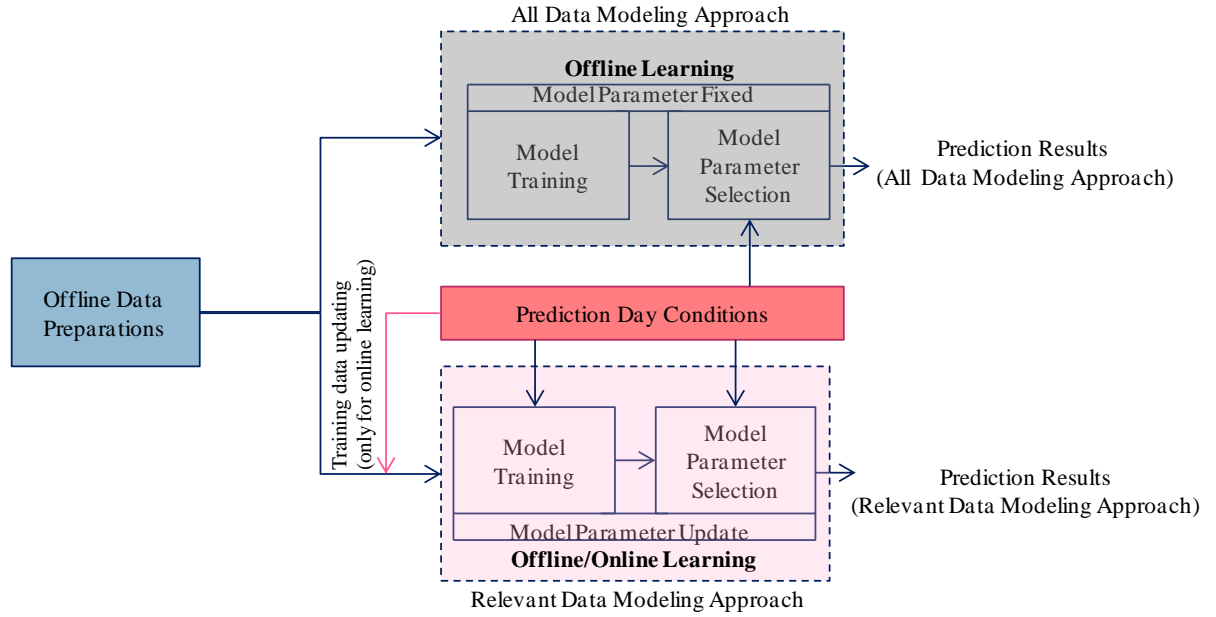 All Data Modeling Approach
Offline Learning
Model Parameter Fixed
Model
Training
Model
Parameter
Selection
Prediction Results
(All Data Modeling Approach)
Offline Data
Preparations
Training data updating
(only for online learning)
Prediction Day Conditions
Model
Training
Model
Parameter
Selection
Model Parameter Update
Offline/Online Learning
Prediction Results
(Relevant Data Modeling Approach)
Relevant Data Modeling Approach